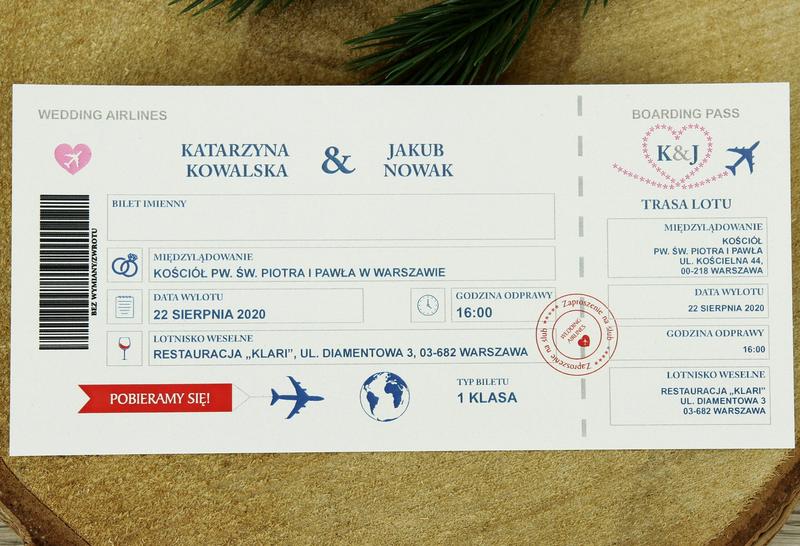 WEDDING AIRLINES
KATARZYNA
KOWALSKA
&
JAKUB
NOWAK
BEZ WYMIANY/ZWROTU
BILET IMIENNY
MIĘDZYLĄDOWANIE
KOŚCIÓŁ PW. ŚW. PIOTRA I PAWŁA W WARSZAWIE
DATA WYLOTU
22 SIERPNIA 2020
GODZINA ODPRAWY
16:00
LOTNISKO WESELNE
RESTAURACJA „KLARI”, UL. DIAMENTOWA 3, 03-682 WARSZAWA
POBIERAMY SIĘ!
TYP BILETU
1 KLASA
Zaproszenie na ślub
Zaproszenie na ślub
WEDDING
AIRLINES
BOARDING PASS
K&J
TRASA LOTU
MIĘDZYLĄDOWANIE
KOŚCIÓŁ
PW. ŚW. PIOTRA I PAWŁA
UL. KOŚCIELNA 44,
00-218 WARSZAWA
DATA WYLOTU
22 SIERPNIA 2020
GODZINA ODPRAWY
16:00
LOTNISKO WESELNE
RESTAURACJA „KLARI”
UL. DIAMENTOWA 3
03-682 WARSZAWA